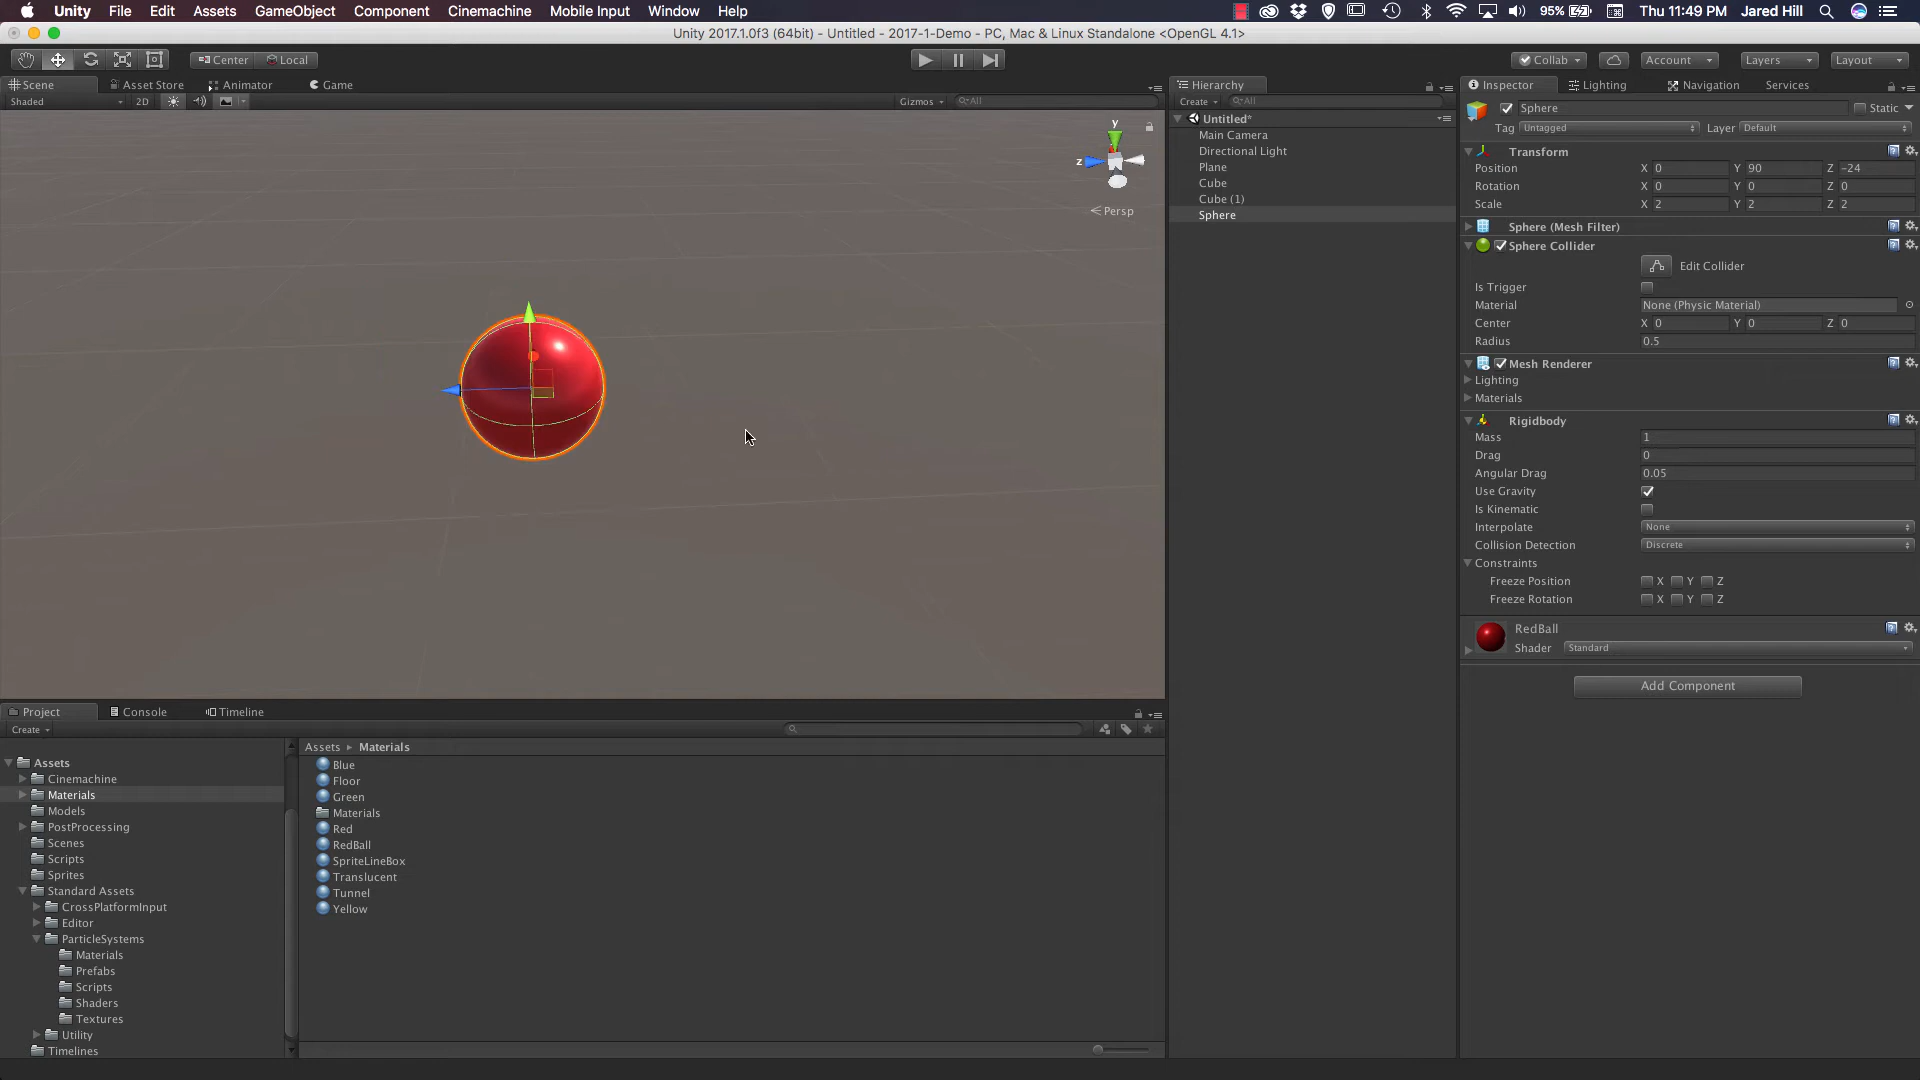 Unity File Edit Assets GameObject Component Cinemachine Mobile Input Window Help 95% Thu 11:49 PM Jared Hill
Unity 2017.1.0f3 (64bit) - Untitled - 2017-1-Demo - PC, Mac & Linux Standalone <OpenGL 4.1>
Center Local Collab Account Layers Layout
Scene Asset Store Animator Game Hierarchy Inspector Lighting Navigation Services
Shaded 2D Gizmos All Create All
Sphere Static
Tag Untagged Layer Default
Untitled*
Main Camera
Directional Light
Plane
Cube
Cube (1)
Sphere
y
z
Persp
Transform
Position X 0 Y 90 Z -24
Rotation X 0 Y 0 Z 0
Scale X 2 Y 2 Z 2
Sphere (Mesh Filter)
Sphere Collider
Edit Collider
Is Trigger
Material None (Physic Material)
Center X 0 Y 0 Z 0
Radius 0.5
Mesh Renderer
Lighting
Materials
Rigidbody
Mass 1
Drag 0
Angular Drag 0.05
Use Gravity
Is Kinematic
Interpolate None
Collision Detection Discrete
Constraints
Freeze Position X Y Z
Freeze Rotation X Y Z
RedBall
Shader Standard
Add Component
Project Console Timeline
Create
Assets
Cinemachine
Materials
Models
PostProcessing
Scenes
Scripts
Sprites
Standard Assets
CrossPlatformInput
Editor
ParticleSystems
Materials
Prefabs
Scripts
Shaders
Textures
Utility
Timelines
Assets Materials
Blue
Floor
Green
Materials
Red
RedBall
SpriteLineBox
Translucent
Tunnel
Yellow